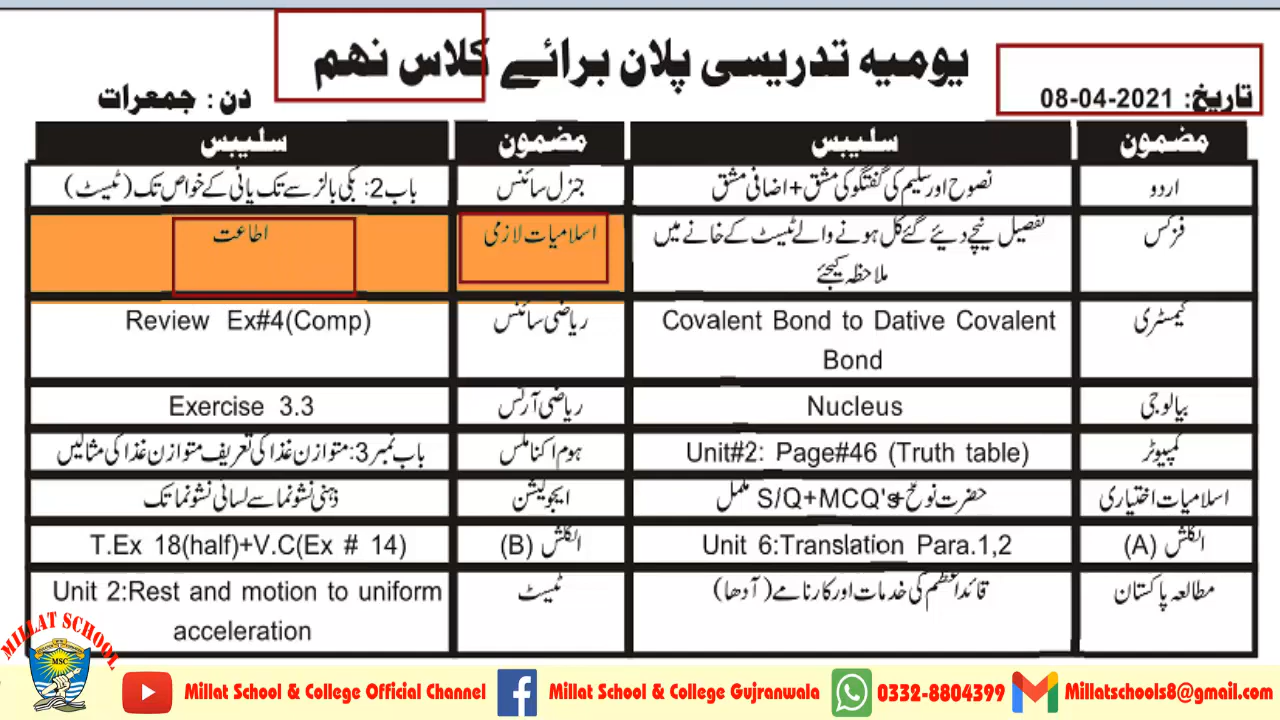 یومیہ تدریسی پلان برائے کلاس نهم
تاریخ: 08-04-2021
دن : جمعرات
مضمون سلیبس مضمون سلیبس
اردو نصوح اور سلیم کی گفتگو کی مشق + اضافی مشق جنرل سائنس باب 2: بگی بالز سے تک پانی کے خواص تک (ٹیسٹ)
فزکس تفصیل نیچے دیئے گئے کل ہونے والے ٹیسٹ کے خانے میں اسلامیات لازمی اطاعت
ملاحظہ کیجئے
کیمسٹری Covalent Bond to Dative Covalent ریاضی سائنس Review Ex#4(Comp)
Bond
بیالوجی Nucleus ریاضی آرٹس Exercise 3.3
کمپیوٹر Unit#2: Page#46 (Truth table) ہوم اکنامکس باب نمبر 3: متوازن غذا کی تعریف متوازن غذا کی مثالیں
اسلامیات اختیاری حضرت نوحؑ S/Q+MCQ's+ مکمل ایجوکیشن ذہنی نشوونما سے لسانی نشوونما تک
انگلش (A) Unit 6:Translation Para.1,2 انگلش (B) T.Ex 18(half)+V.C(Ex # 14)
مطالعہ پاکستان قائداعظم کی خدمات اور کارنامے (آدھا) ٹیسٹ Unit 2:Rest and motion to uniform
acceleration
MILLAT SCHOOL
MSC
Millat School & College Official Channel
Millat School & College Gujranwala
0332-8804399
Millatschools8@gmail.com